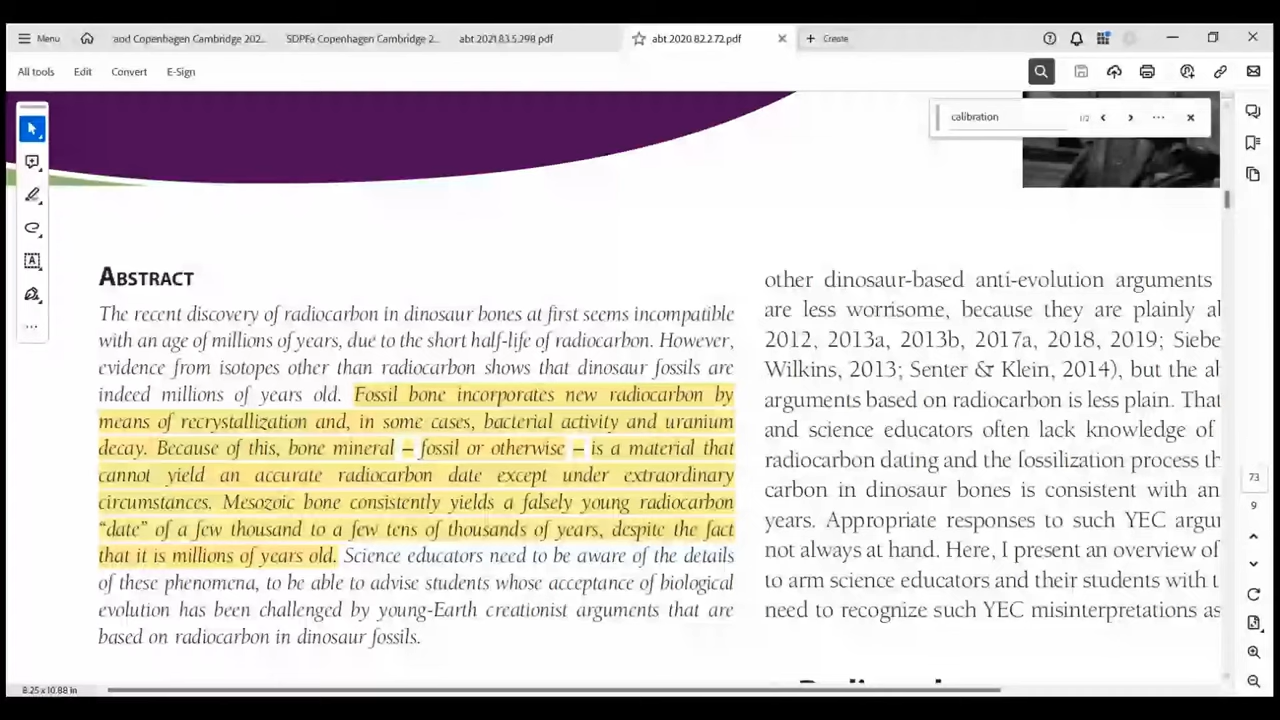 Menu
aod Copenhagen Cambridge 202...
SDPFa Copenhagen Cambridge 2...
abt.2021.83.5.298.pdf
abt.2020.82.2.72.pdf
Create
All tools
Edit
Convert
E-Sign
calibration
1/2
ABSTRACT
The recent discovery of radiocarbon in dinosaur bones at first seems incompatible
with an age of millions of years, due to the short half-life of radiocarbon. However,
evidence from isotopes other than radiocarbon shows that dinosaur fossils are
indeed millions of years old. Fossil bone incorporates new radiocarbon by
means of recrystallization and, in some cases, bacterial activity and uranium
decay. Because of this, bone mineral – fossil or otherwise – is a material that
cannot yield an accurate radiocarbon date except under extraordinary
circumstances. Mesozoic bone consistently yields a falsely young radiocarbon
“date” of a few thousand to a few tens of thousands of years, despite the fact
that it is millions of years old. Science educators need to be aware of the details
of these phenomena, to be able to advise students whose acceptance of biological
evolution has been challenged by young-Earth creationist arguments that are
based on radiocarbon in dinosaur fossils.
other dinosaur-based anti-evolution arguments
are less worrisome, because they are plainly al
2012, 2013a, 2013b, 2017a, 2018, 2019; Siebe
Wilkins, 2013; Senter & Klein, 2014), but the ab
arguments based on radiocarbon is less plain. That
and science educators often lack knowledge of
radiocarbon dating and the fossilization process th
carbon in dinosaur bones is consistent with an
years. Appropriate responses to such YEC argur
not always at hand. Here, I present an overview of
to arm science educators and their students with t
need to recognize such YEC misinterpretations as
73
9
8.25 x 10.88 in